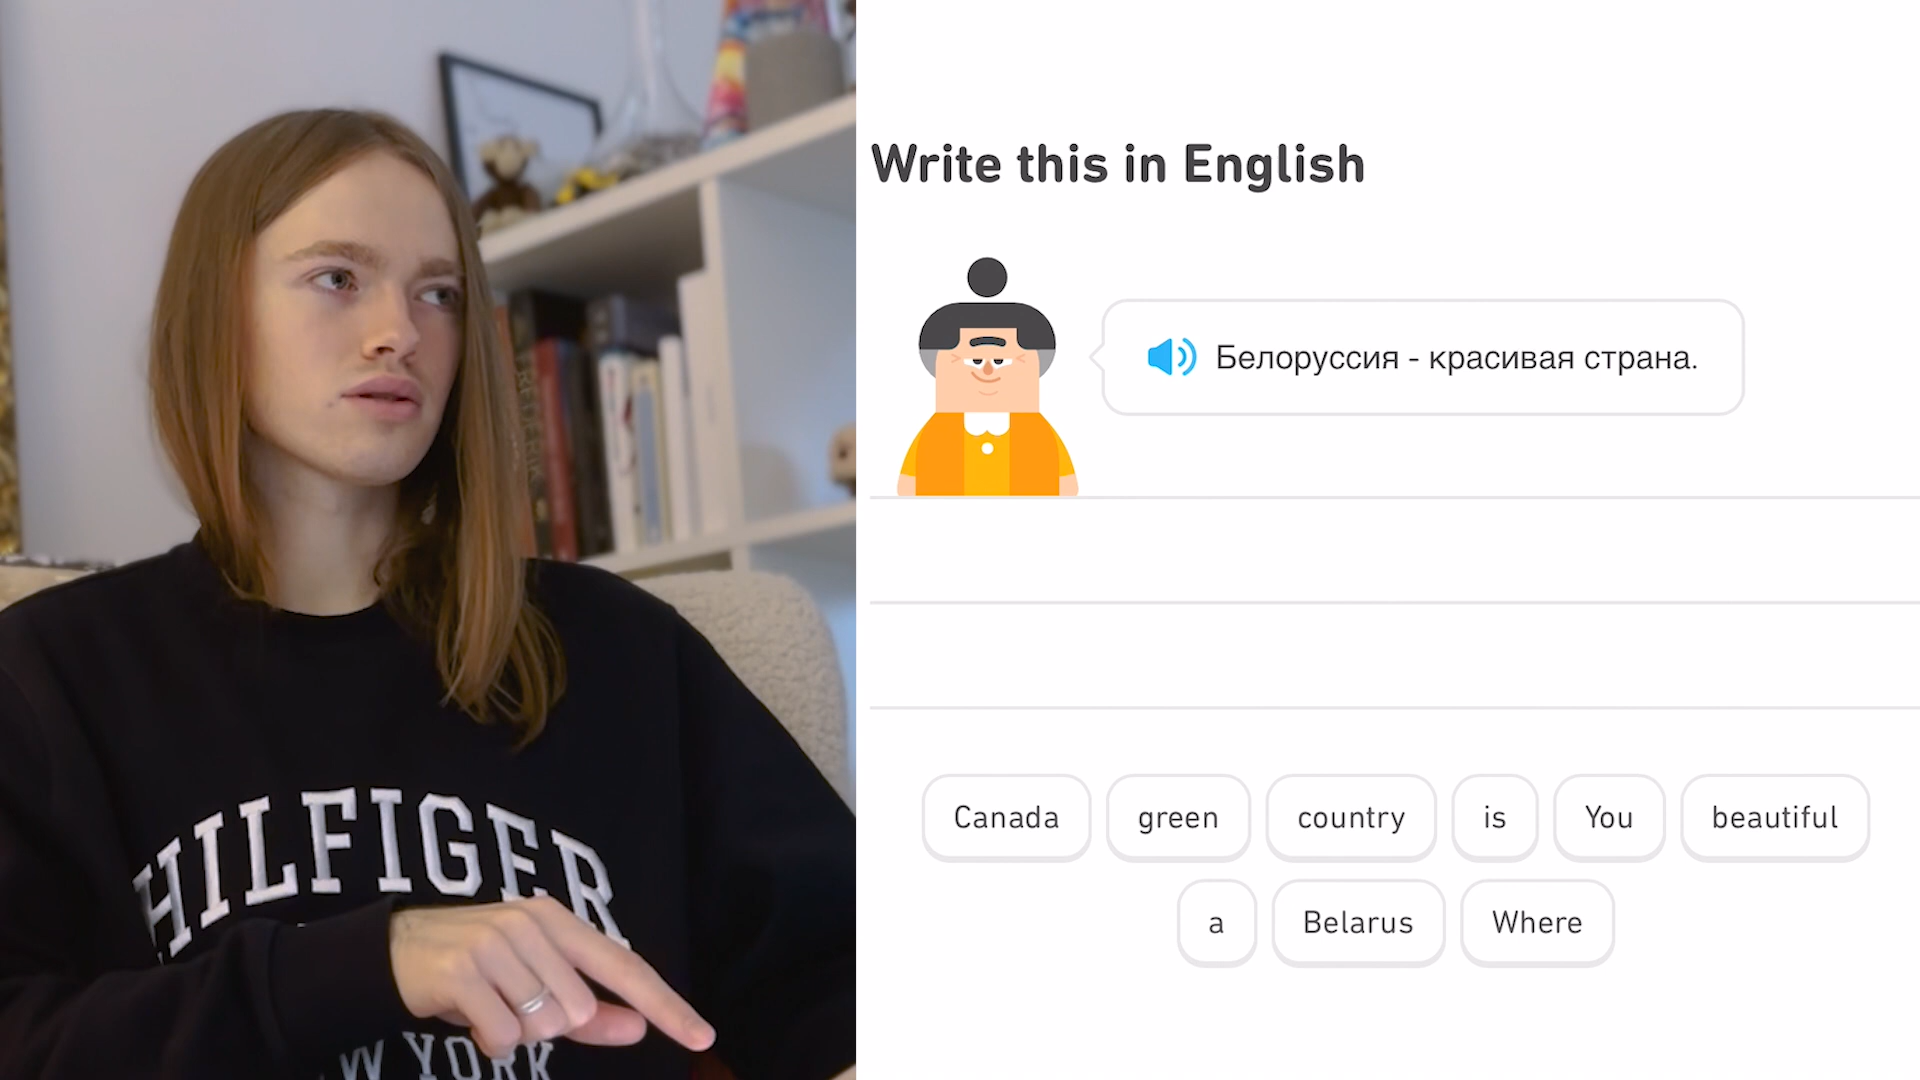 Write this in English
Белоруссия - красивая страна.
Canada green country is You beautiful
a Belarus Where
HILFIGER
W YORK